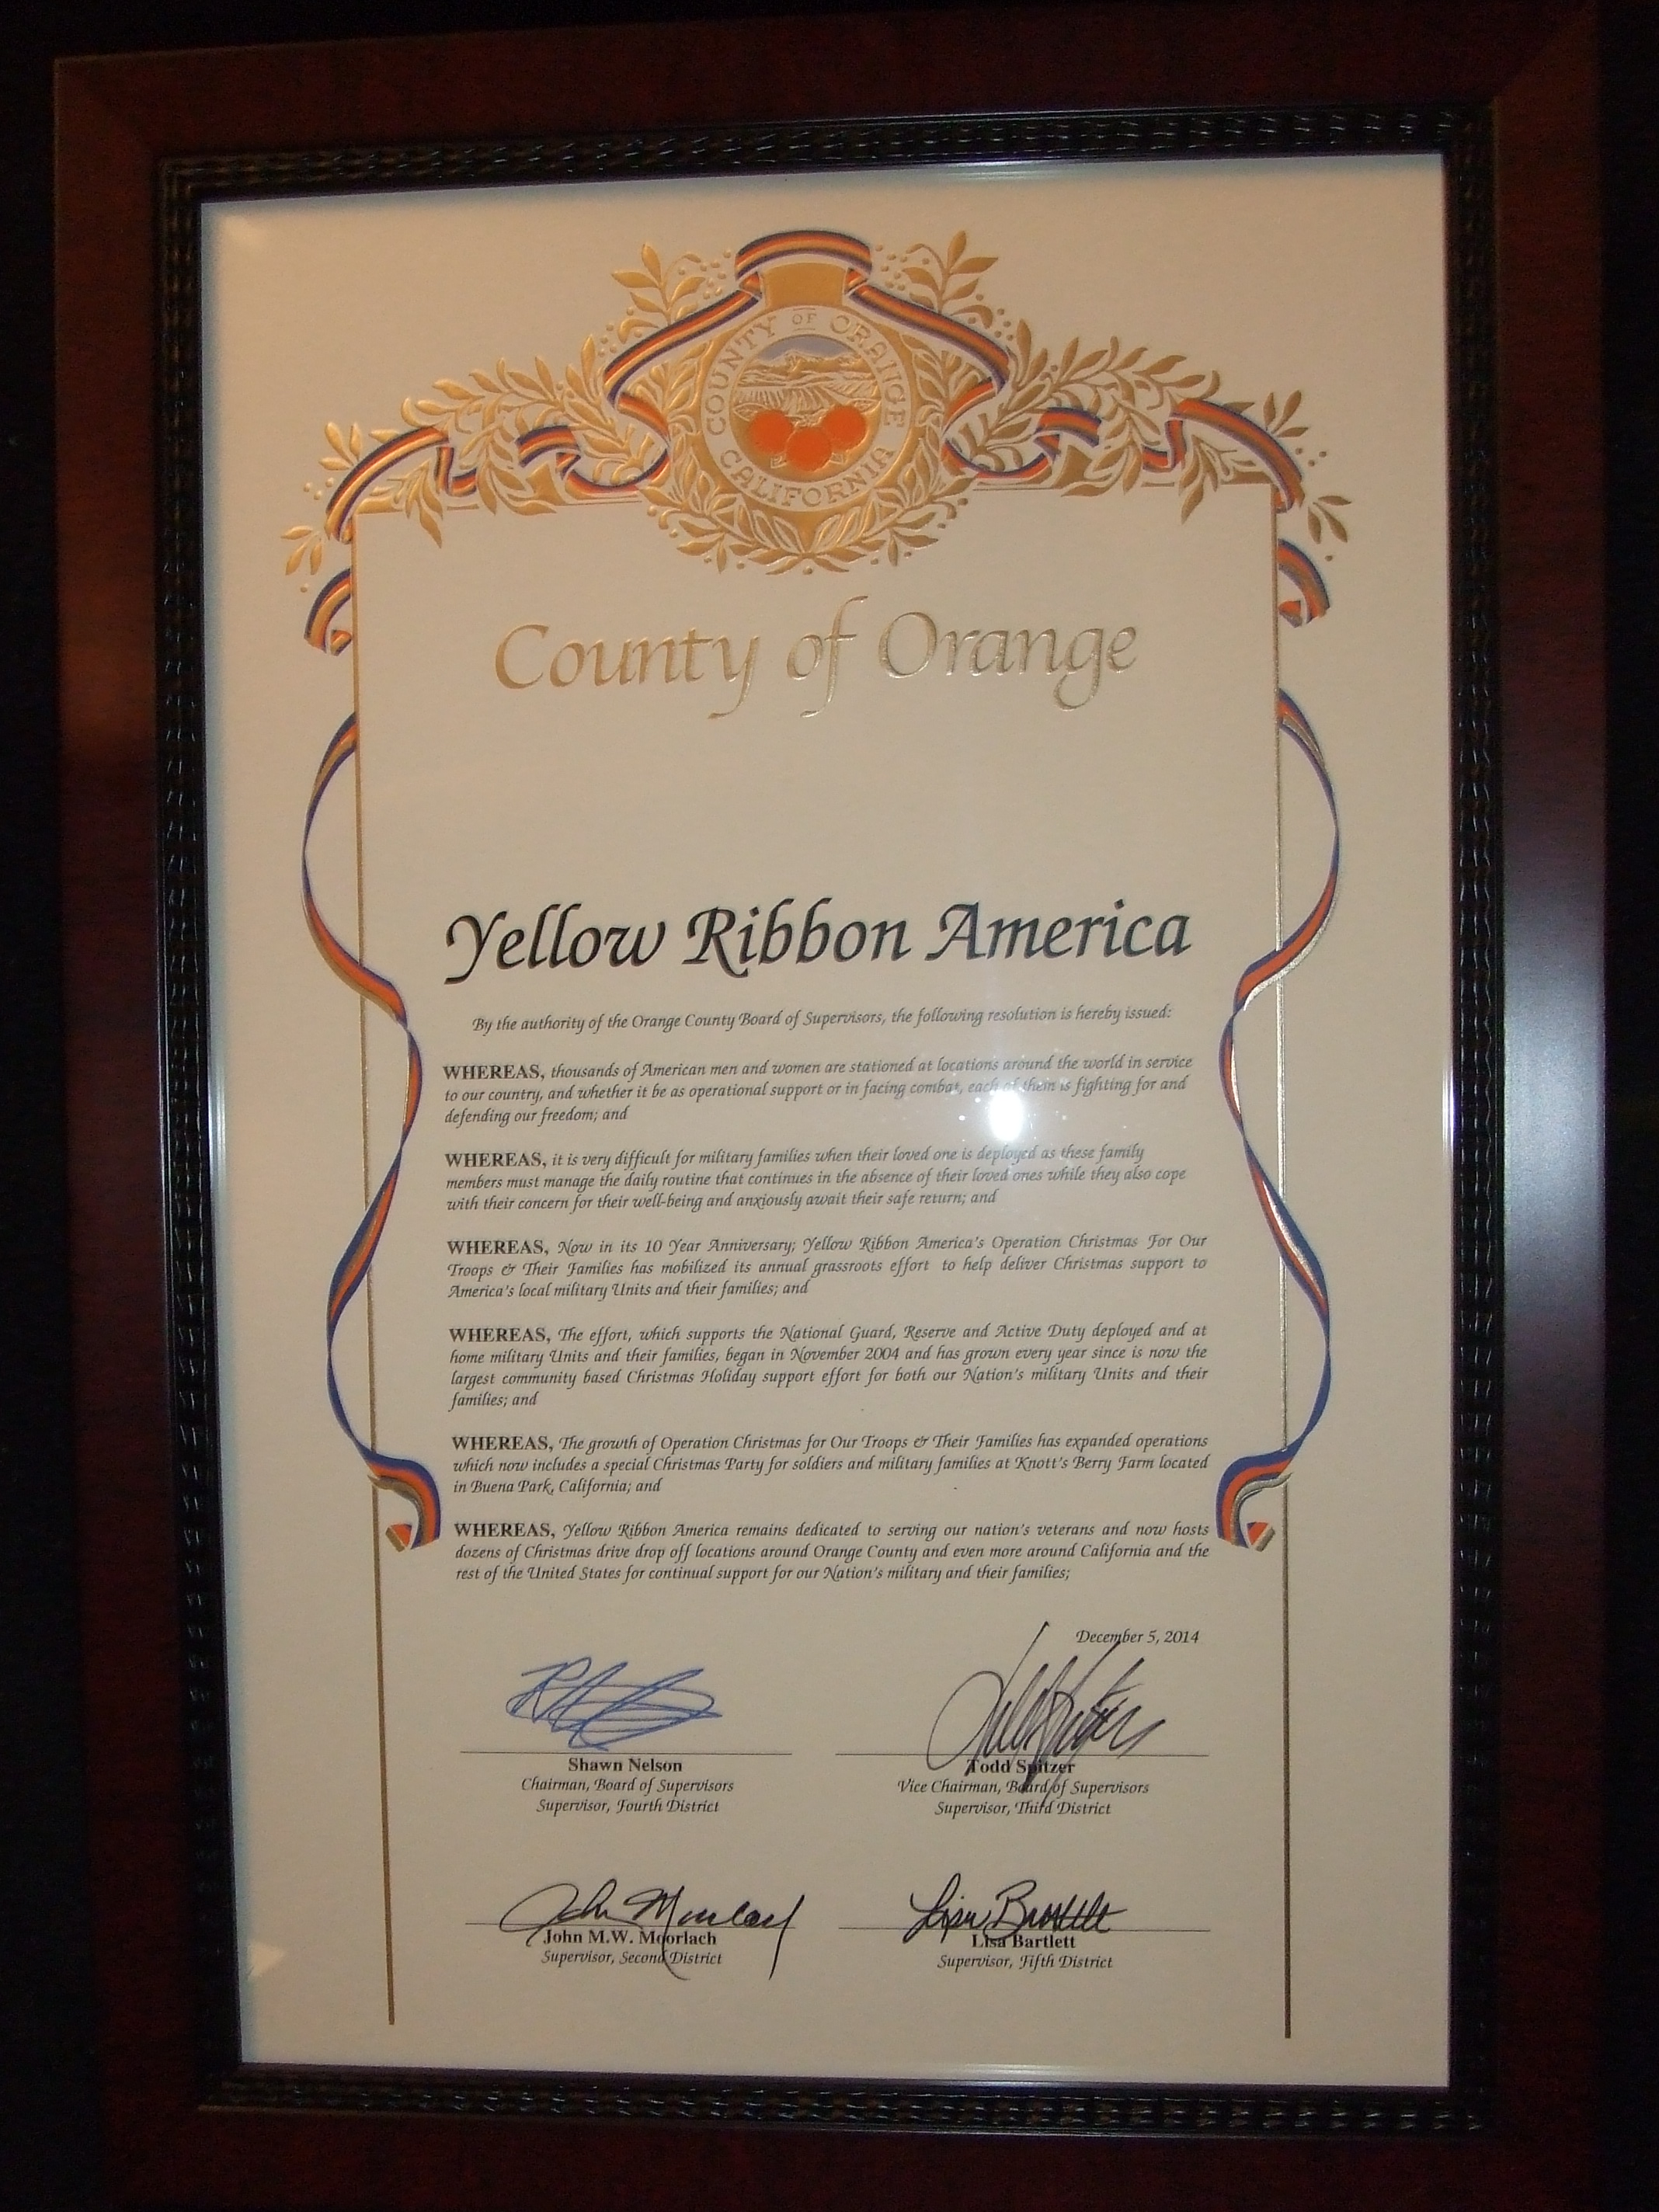 COUNTY OF ORANGE
CALIFORNIA
County of Orange
Yellow Ribbon America
By the authority of the Orange County Board of Supervisors, the following resolution is hereby issued:
WHEREAS, thousands of American men and women are stationed at locations around the world in service
to our country, and whether it be as operational support or in facing combat, each of them is fighting for and
defending our freedom; and
WHEREAS, it is very difficult for military families when their loved one is deployed as these family
members must manage the daily routine that continues in the absence of their loved ones while they also cope
with their concern for their well-being and anxiously await their safe return; and
WHEREAS, Now in its 10 Year Anniversary; Yellow Ribbon America's Operation Christmas For Our
Troops & Their Families has mobilized its annual grassroots effort to help deliver Christmas support to
America's local military Units and their families; and
WHEREAS, The effort, which supports the National Guard, Reserve and Active Duty deployed and at
home military Units and their families, began in November 2004 and has grown every year since is now the
largest community based Christmas Holiday support effort for both our Nation's military Units and their
families; and
WHEREAS, The growth of Operation Christmas for Our Troops & Their Families has expanded operations
which now includes a special Christmas Party for soldiers and military families at Knott's Berry Farm located
in Buena Park, California; and
WHEREAS, Yellow Ribbon America remains dedicated to serving our nation's veterans and now hosts
dozens of Christmas drive drop off locations around Orange County and even more around California and the
rest of the United States for continual support for our Nation's military and their families;
December 5, 2014
Shawn Nelson
Chairman, Board of Supervisors
Supervisor, Fourth District
Todd Spitzer
Vice Chairman, Board of Supervisors
Supervisor, Third District
John Moorlach
John M.W. Moorlach
Supervisor, Second District
Lisa Bartlett
Lisa Bartlett
Supervisor, Fifth District